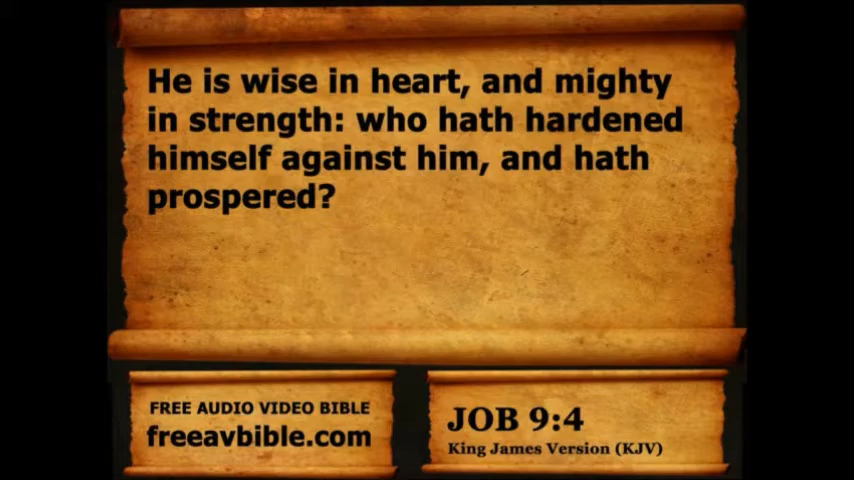 He is wise in heart, and mighty
in strength: who hath hardened
himself against him, and hath
prospered?
FREE AUDIO VIDEO BIBLE
freeavbible.com
JOB 9:4
King James Version (KJV)